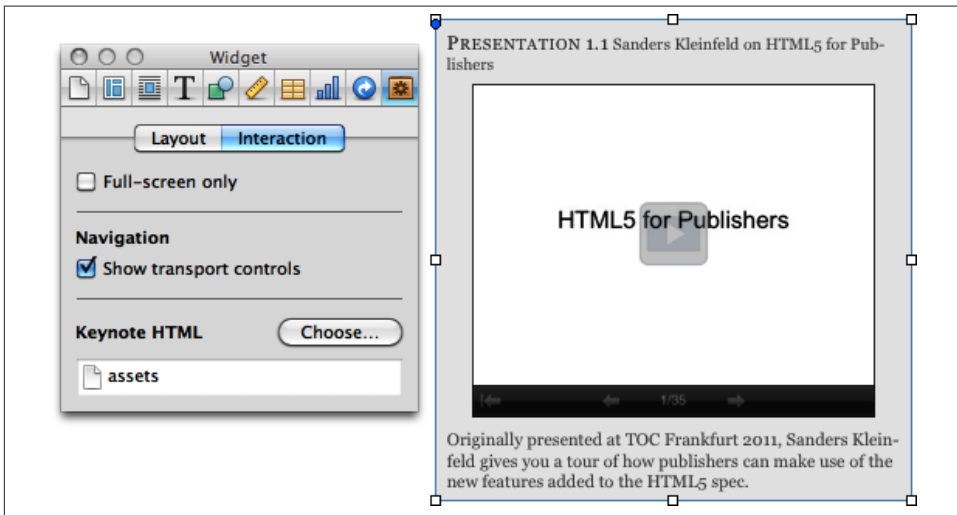 Widget
T
Layout Interaction
Full-screen only
Navigation
Show transport controls
Keynote HTML Choose...
assets
PRESENTATION 1.1 Sanders Kleinfeld on HTML5 for Pub-
lishers
HTML5 for Publishers
1/35
Originally presented at TOC Frankfurt 2011, Sanders Klein-
feld gives you a tour of how publishers can make use of the
new features added to the HTML5 spec.